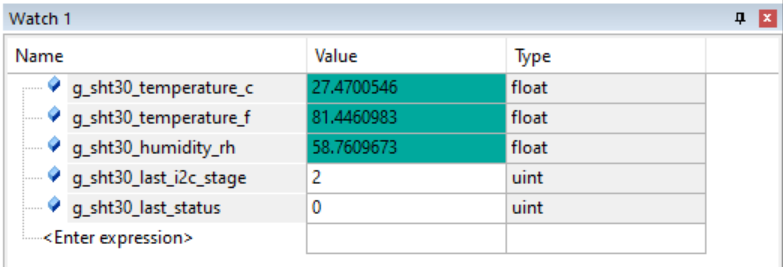 Watch 1
Name Value Type
g_sht30_temperature_c 27.4700546 float
g_sht30_temperature_f 81.4460983 float
g_sht30_humidity_rh 58.7609673 float
g_sht30_last_i2c_stage 2 uint
g_sht30_last_status 0 uint
<Enter expression>